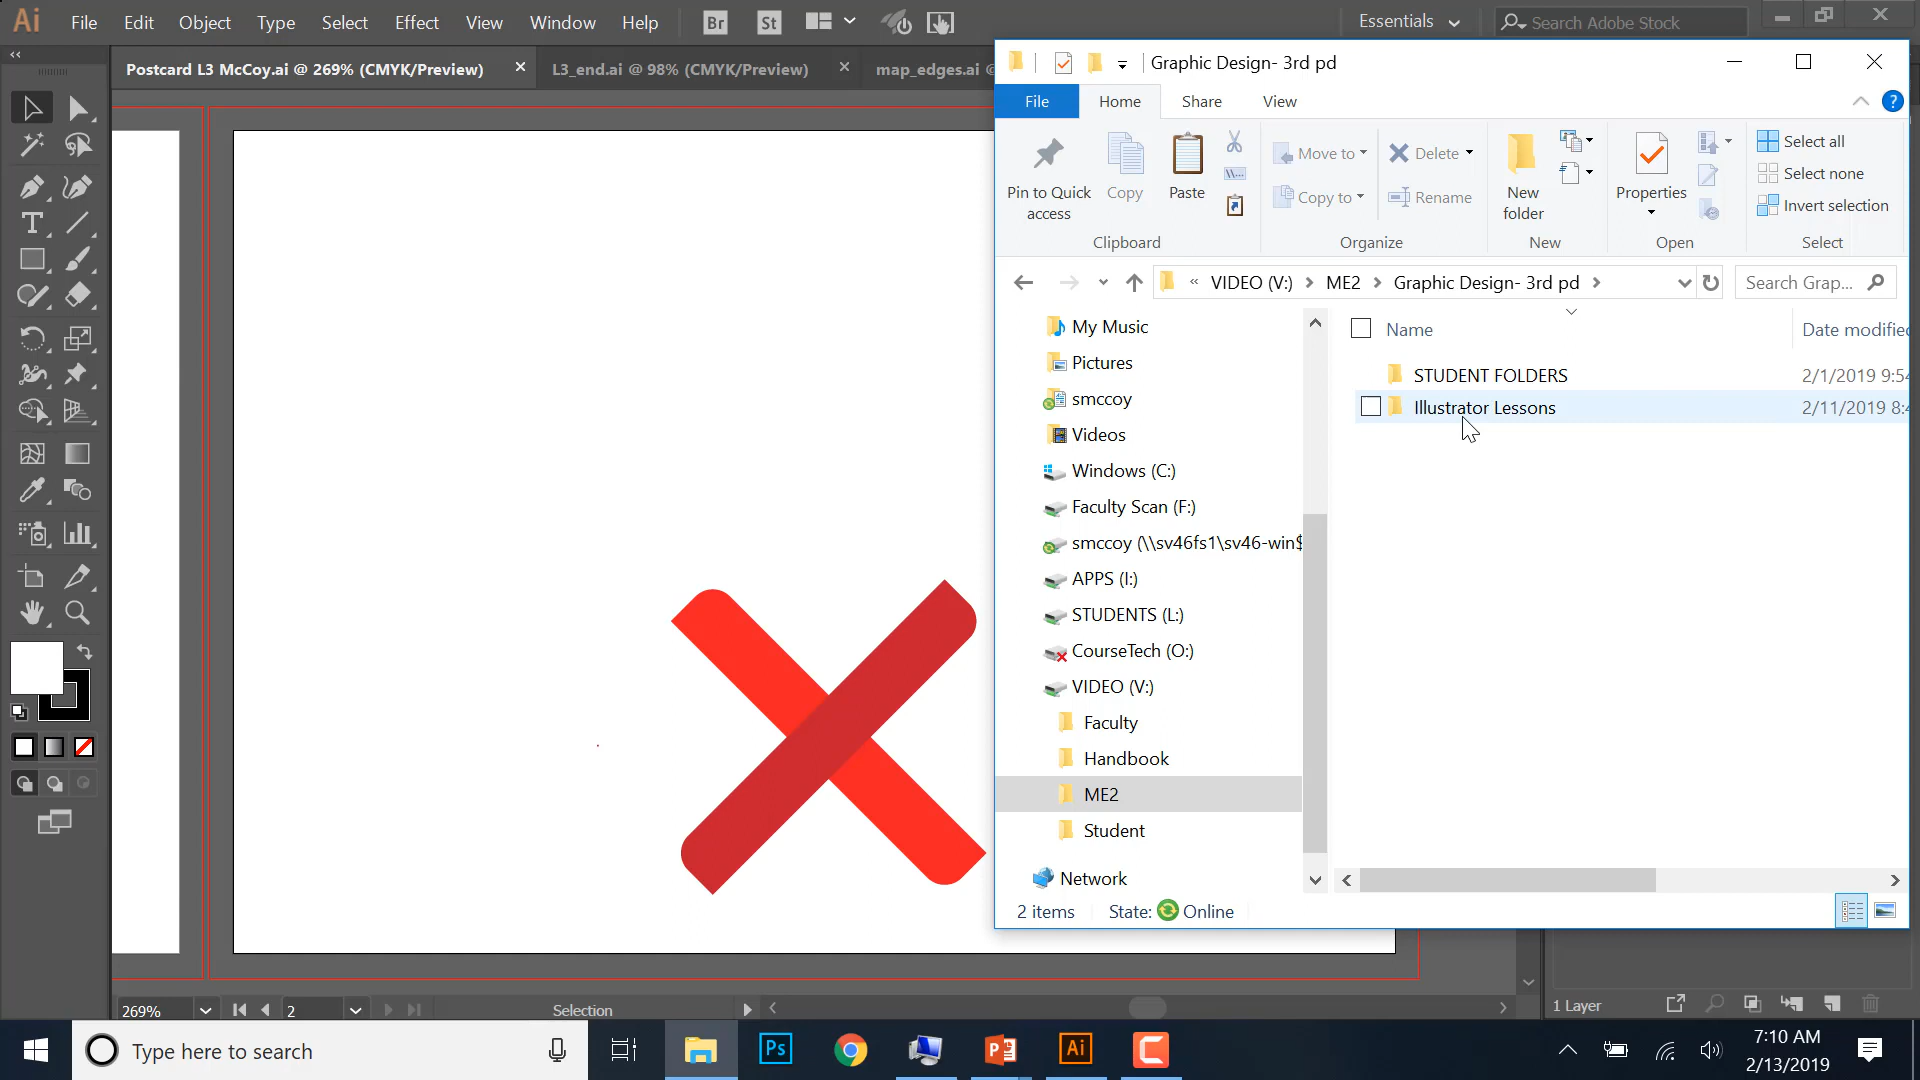 Ai File Edit Object Type Select Effect View Window Help Br St Essentials Search Adobe Stock
Postcard L3 McCoy.ai @ 269% (CMYK/Preview) L3_end.ai @ 98% (CMYK/Preview) map_edges.ai @
Graphic Design- 3rd pd
File Home Share View
Pin to Quick access
Copy
Paste
Move to
Copy to
Delete
Rename
New folder
Properties
Select all
Select none
Invert selection
Clipboard Organize New Open Select
« VIDEO (V:) ME2 Graphic Design- 3rd pd Search Grap...
My Music
Pictures
smccoy
Videos
Windows (C:)
Faculty Scan (F:)
smccoy (\\sv46fs1\sv46-win$
APPS (I:)
STUDENTS (L:)
CourseTech (O:)
VIDEO (V:)
Faculty
Handbook
ME2
Student
Network
Name Date modified
STUDENT FOLDERS 2/1/2019 9:54
Illustrator Lessons 2/11/2019 8:4
2 items State: Online
269% 2 Selection 1 Layer
Type here to search Ps Ai
7:10 AM
2/13/2019